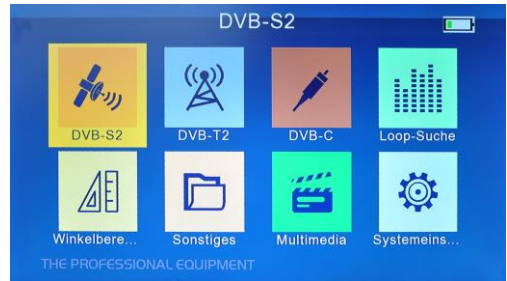 DVB-S2
DVB-S2 DVB-T2 DVB-C Loop-Suche
Winkelbere... Sonstiges Multimedia Systemeins...
THE PROFESSIONAL EQUIPMENT